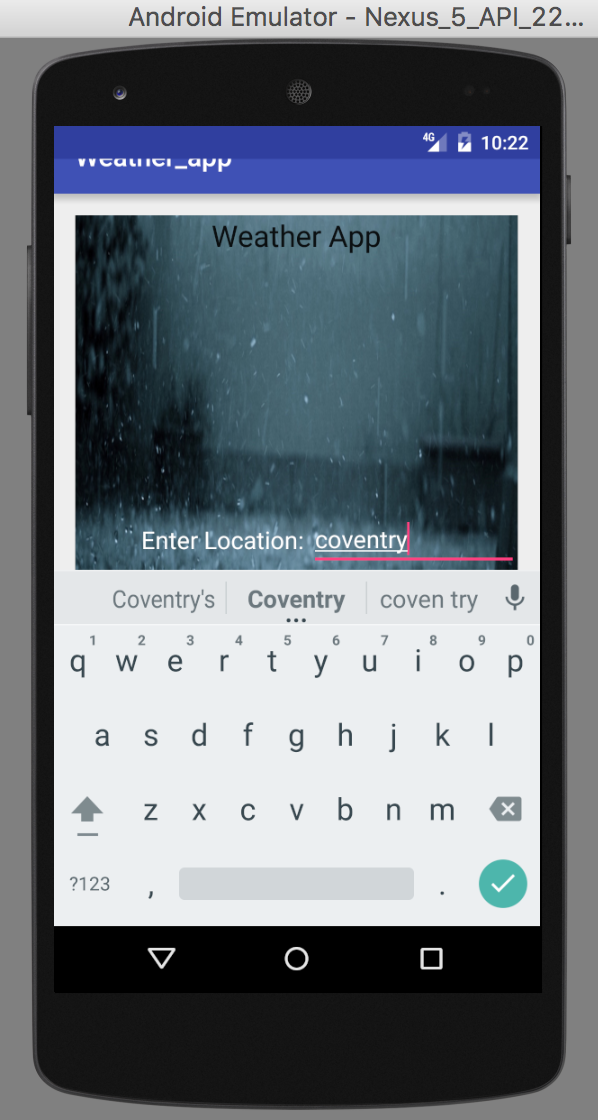 Android Emulator - Nexus_5_API_22...
4G 10:22
Weather_app
Weather App
Enter Location: coventry
Coventry's Coventry coven try
1 2 3 4 5 6 7 8 9 0
q w e r t y u i o p
a s d f g h j k l
z x c v b n m
?123 , .